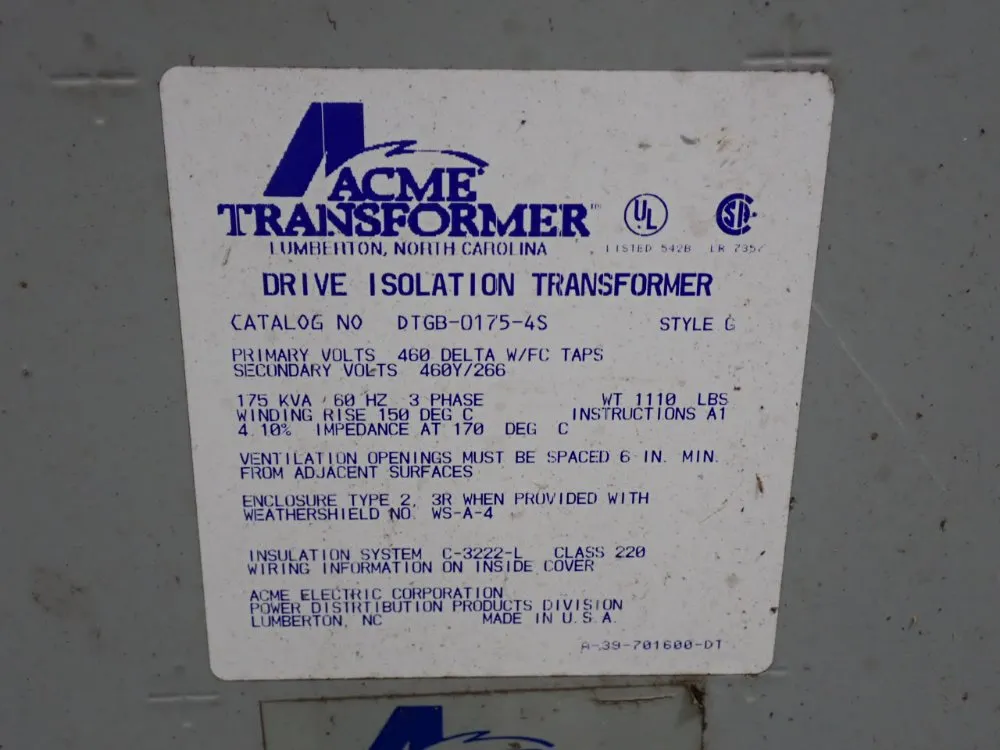 ACME
TRANSFORMER™
LUMBERTON, NORTH CAROLINA
UL
LISTED 542B
LR 7357
DRIVE ISOLATION TRANSFORMER
CATALOG NO DTGB-0175-4S STYLE G
PRIMARY VOLTS 460 DELTA W/FC TAPS
SECONDARY VOLTS 460Y/266
175 KVA 60 HZ 3 PHASE WT 1110 LBS
WINDING RISE 150 DEG C INSTRUCTIONS A1
4.10% IMPEDANCE AT 170 DEG C
VENTILATION OPENINGS MUST BE SPACED 6 IN. MIN.
FROM ADJACENT SURFACES
ENCLOSURE TYPE 2, 3R WHEN PROVIDED WITH
WEATHERSHIELD NO. WS-A-4
INSULATION SYSTEM C-3222-L CLASS 220
WIRING INFORMATION ON INSIDE COVER
ACME ELECTRIC CORPORATION
POWER DISTRTIBUTION PRODUCTS DIVISION
LUMBERTON, NC MADE IN U.S.A.
A-39-701600-DT